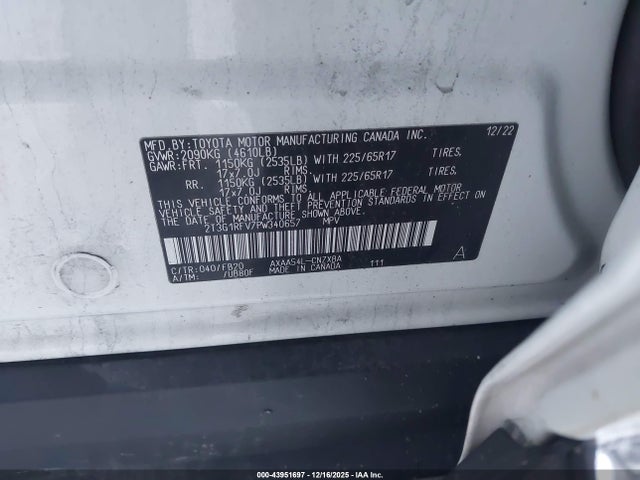 MFD.BY:TOYOTA MOTOR MANUFACTURING CANADA INC. 12/22
GVWR:2090KG (4610LB)
GAWR:FRT. 1150KG (2535LB) WITH 225/65R17 TIRES.
17x7.0J RIMS.
RR. 1150KG (2535LB) WITH 225/65R17 TIRES.
17x7.0J RIMS.
THIS VEHICLE CONFORMS TO ALL APPLICABLE FEDERAL MOTOR
VEHICLE SAFETY AND BUMPER STANDARDS IN EFFECT ON
THE DATE OF MANUFACTURE SHOWN ABOVE.
2T3G1RFV7PW340657 MPV
C/TR:040/FB20 AXAA54L-CNZXBA 111 A
A/TM: /UB80F MADE IN CANADA
000-43951697 - 12/16/2025 - IAA Inc.